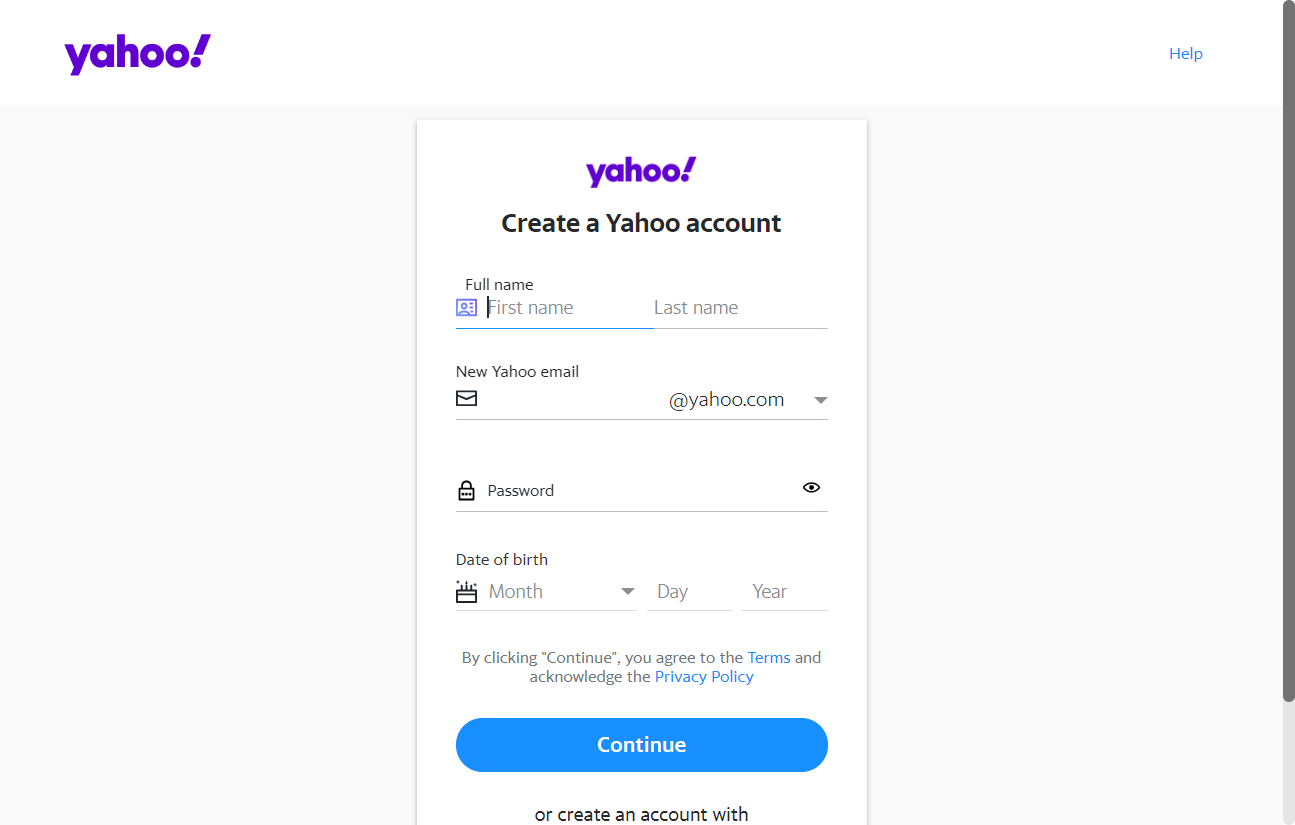 yahoo!
Help
yahoo!
Create a Yahoo account
Full name
First name Last name
New Yahoo email
@yahoo.com
Password
Date of birth
Month Day Year
By clicking "Continue", you agree to the Terms and
acknowledge the Privacy Policy
Continue
or create an account with